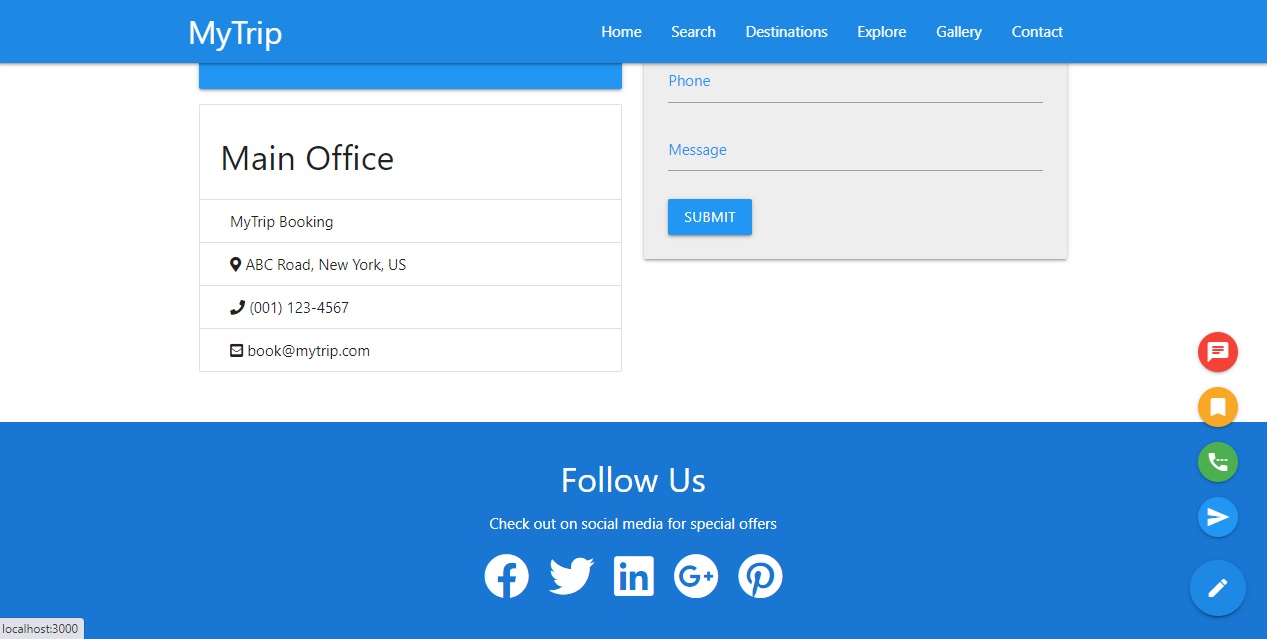 MyTrip
Home Search Destinations Explore Gallery Contact
Phone
Message
SUBMIT
Main Office
MyTrip Booking
ABC Road, New York, US
(001) 123-4567
book@mytrip.com
Follow Us
Check out on social media for special offers
localhost:3000